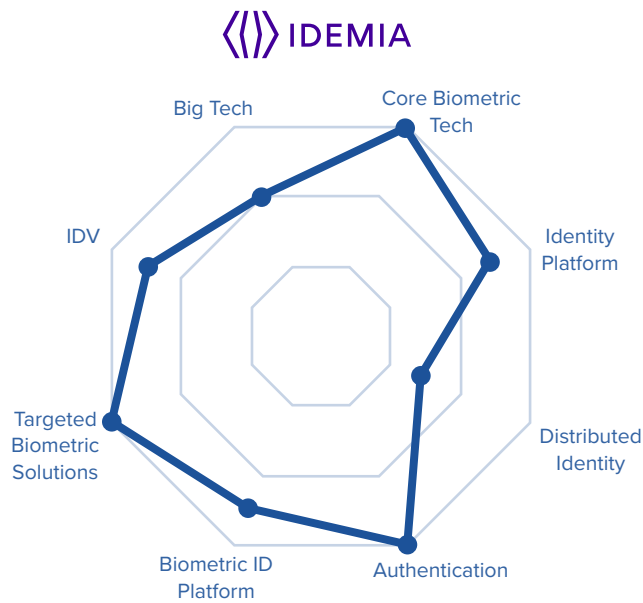 IDEMIA
Big Tech
Core Biometric
Tech
IDV
Identity
Platform
Targeted
Biometric
Solutions
Distributed
Identity
Biometric ID
Platform
Authentication